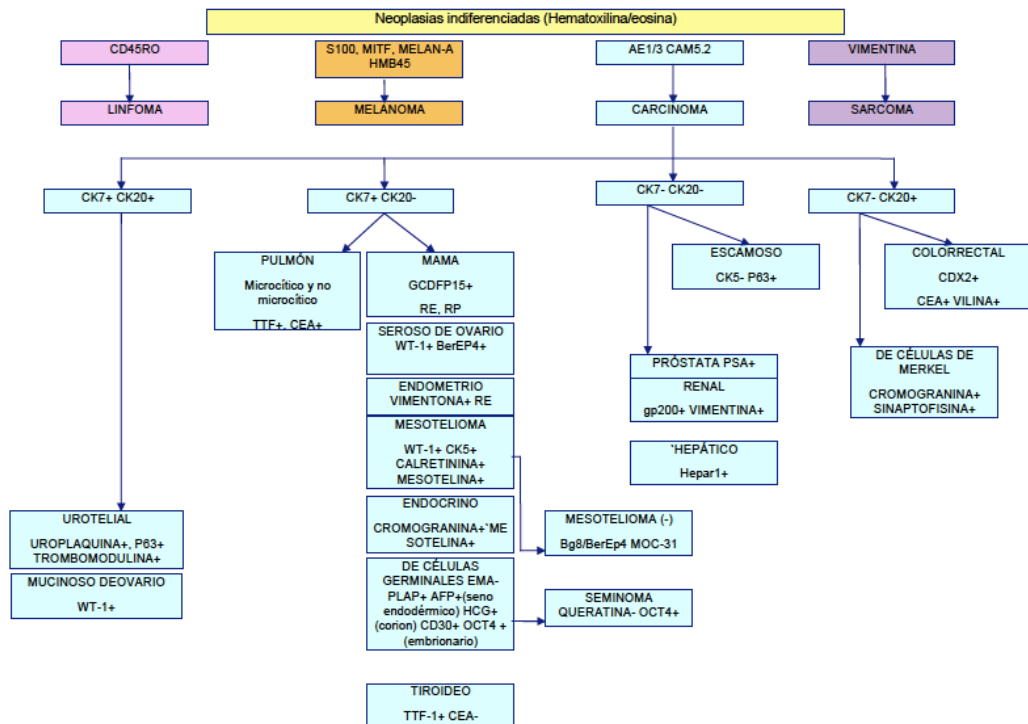 Neoplasias indiferenciadas (Hematoxilina/eosina)
CD45RO
S100, MITF, MELAN-A
HMB45
AE1/3 CAM5.2
VIMENTINA
LINFOMA
MELANOMA
CARCINOMA
SARCOMA
CK7+ CK20+
CK7+ CK20-
CK7- CK20-
CK7- CK20+
PULMÓN
Microcítico y no
microcítico
TTF+, CEA+
MAMA
GCDFP15+
RE, RP
SEROSO DE OVARIO
WT-1+ BerEP4+
ENDOMETRIO
VIMENTONA+ RE
MESOTELIOMA
WT-1+ CK5+
CALRETININA+
MESOTELINA+
ENDOCRINO
CROMOGRANINA+`ME
SOTELINA+
DE CÉLULAS
GERMINALES EMA-
PLAP+ AFP+(seno
endodérmico) HCG+
(corion) CD30+ OCT4 +
(embrionario)
TIROIDEO
TTF-1+ CEA-
ESCAMOSO
CK5- P63+
PRÓSTATA PSA+
RENAL
gp200+ VIMENTINA+
`HEPÁTICO
Hepar1+
MESOTELIOMA (-)
Bg8/BerEp4 MOC-31
SEMINOMA
QUERATINA- OCT4+
COLORRECTAL
CDX2+
CEA+ VILINA+
DE CÉLULAS DE
MERKEL
CROMOGRANINA+
SINAPTOFISINA+
UROTELIAL
UROPLAQUINA+, P63+
TROMBOMODULINA+
MUCINOSO DEOVARIO
WT-1+